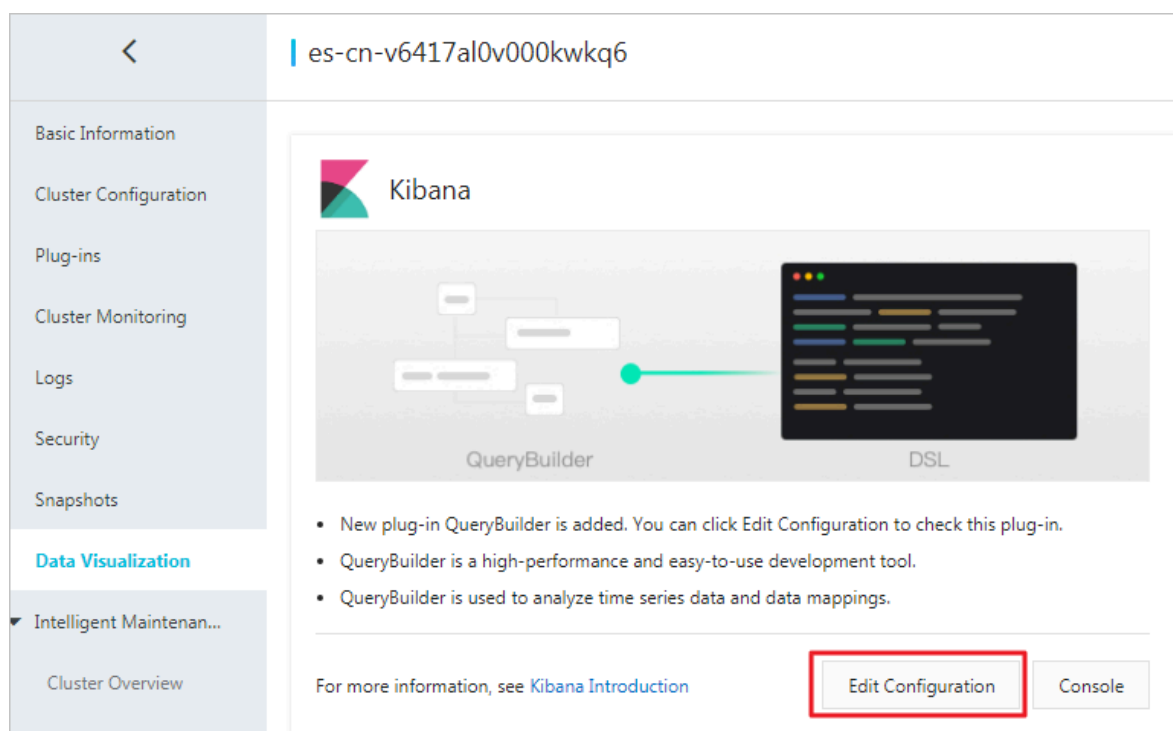 es-cn-v6417al0v000kwkq6
Basic Information
Cluster Configuration
Plug-ins
Cluster Monitoring
Logs
Security
Snapshots
Data Visualization
Intelligent Maintenan...
Cluster Overview
Kibana
QueryBuilder
DSL
New plug-in QueryBuilder is added. You can click Edit Configuration to check this plug-in.
QueryBuilder is a high-performance and easy-to-use development tool.
QueryBuilder is used to analyze time series data and data mappings.
For more information, see Kibana Introduction
Edit Configuration
Console